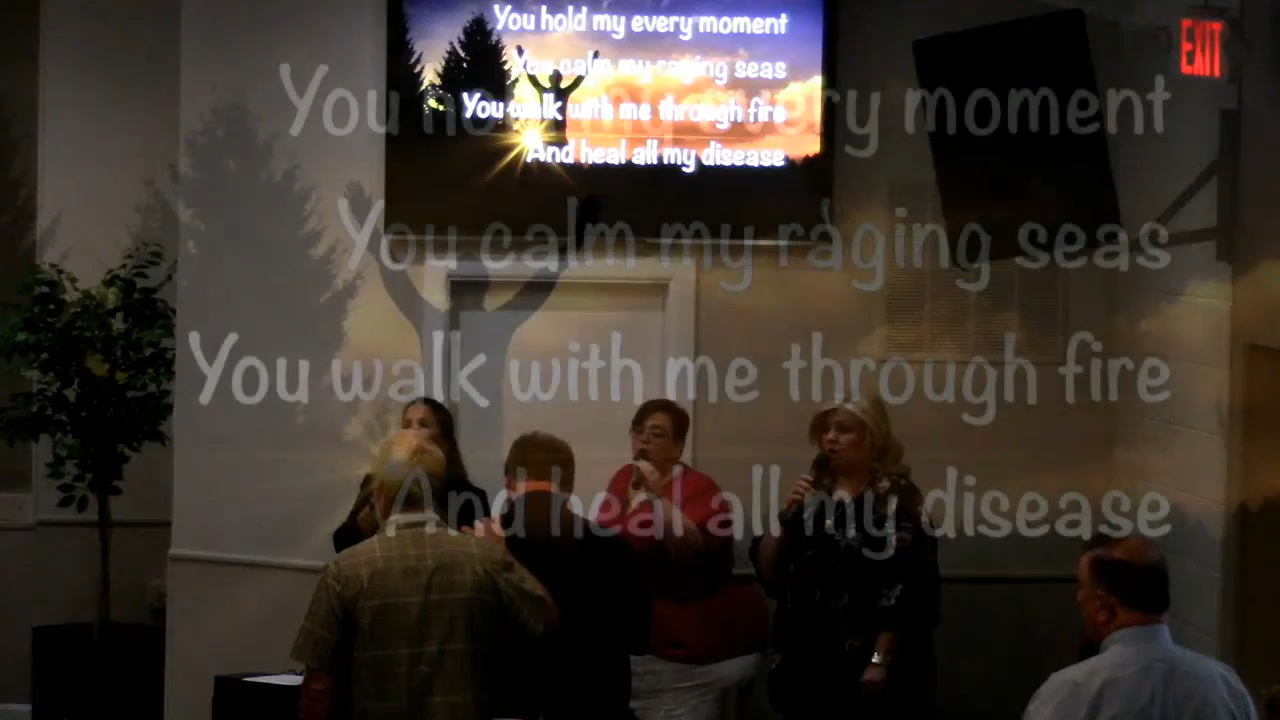 You hold my every moment
You calm my raging seas
You walk with me through fire
And heal all my disease
EXIT
You hold my every moment
You calm my raging seas
You walk with me through fire
And heal all my disease